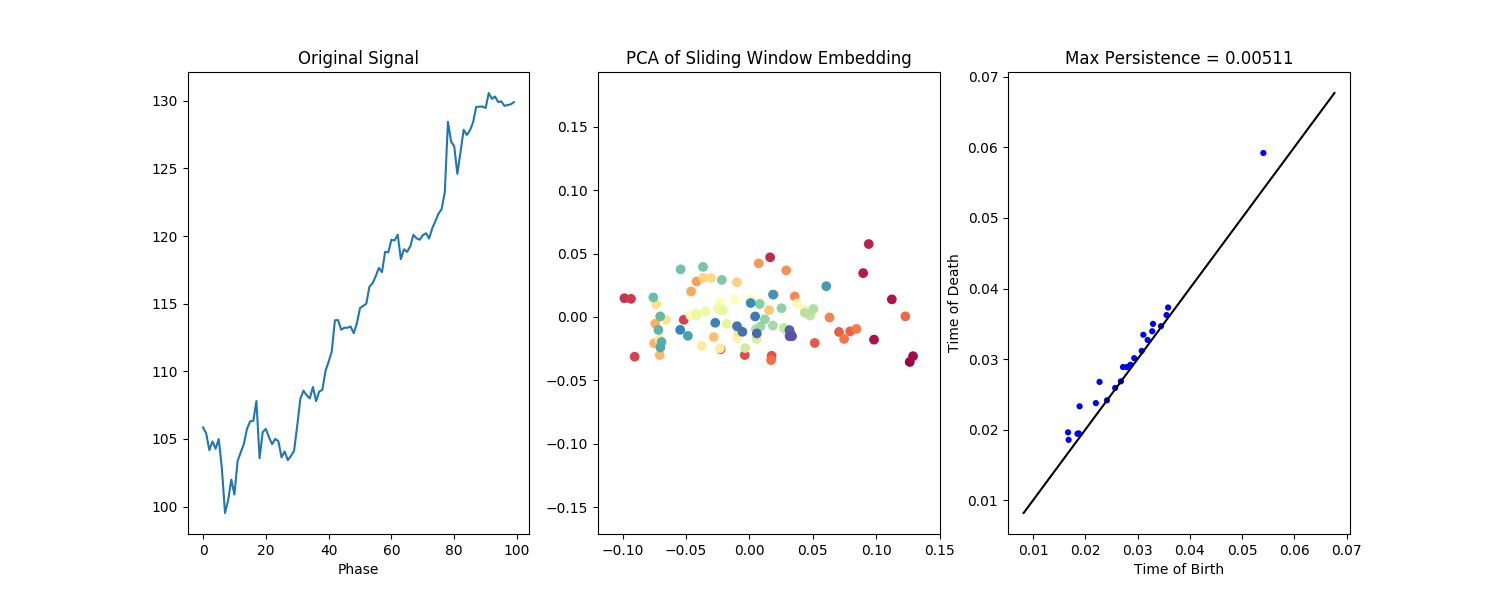 Original Signal
130
125
120
115
110
105
100
0 20 40 60 80 100
Phase
PCA of Sliding Window Embedding
0.15
0.10
0.05
0.00
−0.05
−0.10
−0.15
−0.10 −0.05 0.00 0.05 0.10 0.15
Max Persistence = 0.00511
Time of Death
0.07
0.06
0.05
0.04
0.03
0.02
0.01
0.01 0.02 0.03 0.04 0.05 0.06 0.07
Time of Birth